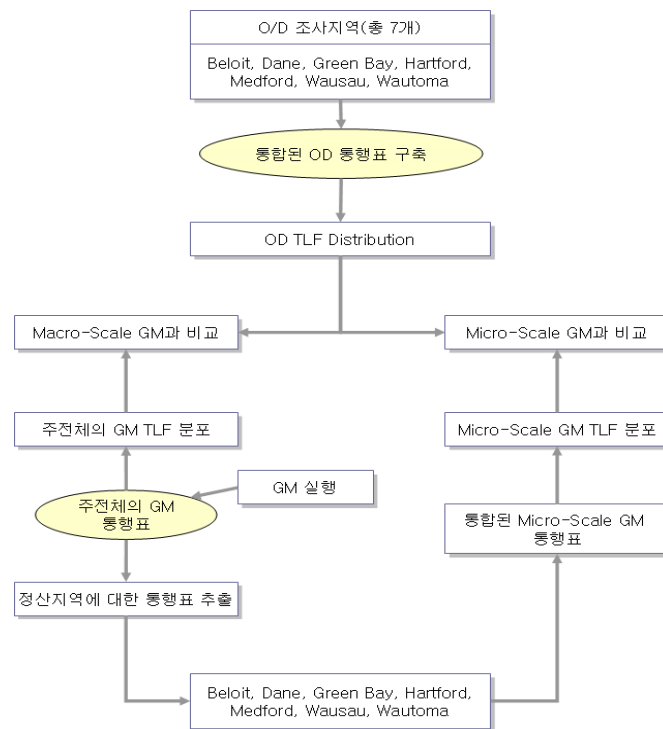 O/D 조사지역(총 7개)
Beloit, Dane, Green Bay, Hartford,
Medford, Wausau, Wautoma
통합된 OD 통행표 구축
OD TLF Distribution
Macro-Scale GM과 비교
Micro-Scale GM과 비교
주전체의 GM TLF 분포
Micro-Scale GM TLF 분포
GM 실행
주전체의 GM
통행표
통합된 Micro-Scale GM
통행표
정산지역에 대한 통행표 추출
Beloit, Dane, Green Bay, Hartford,
Medford, Wausau, Wautoma